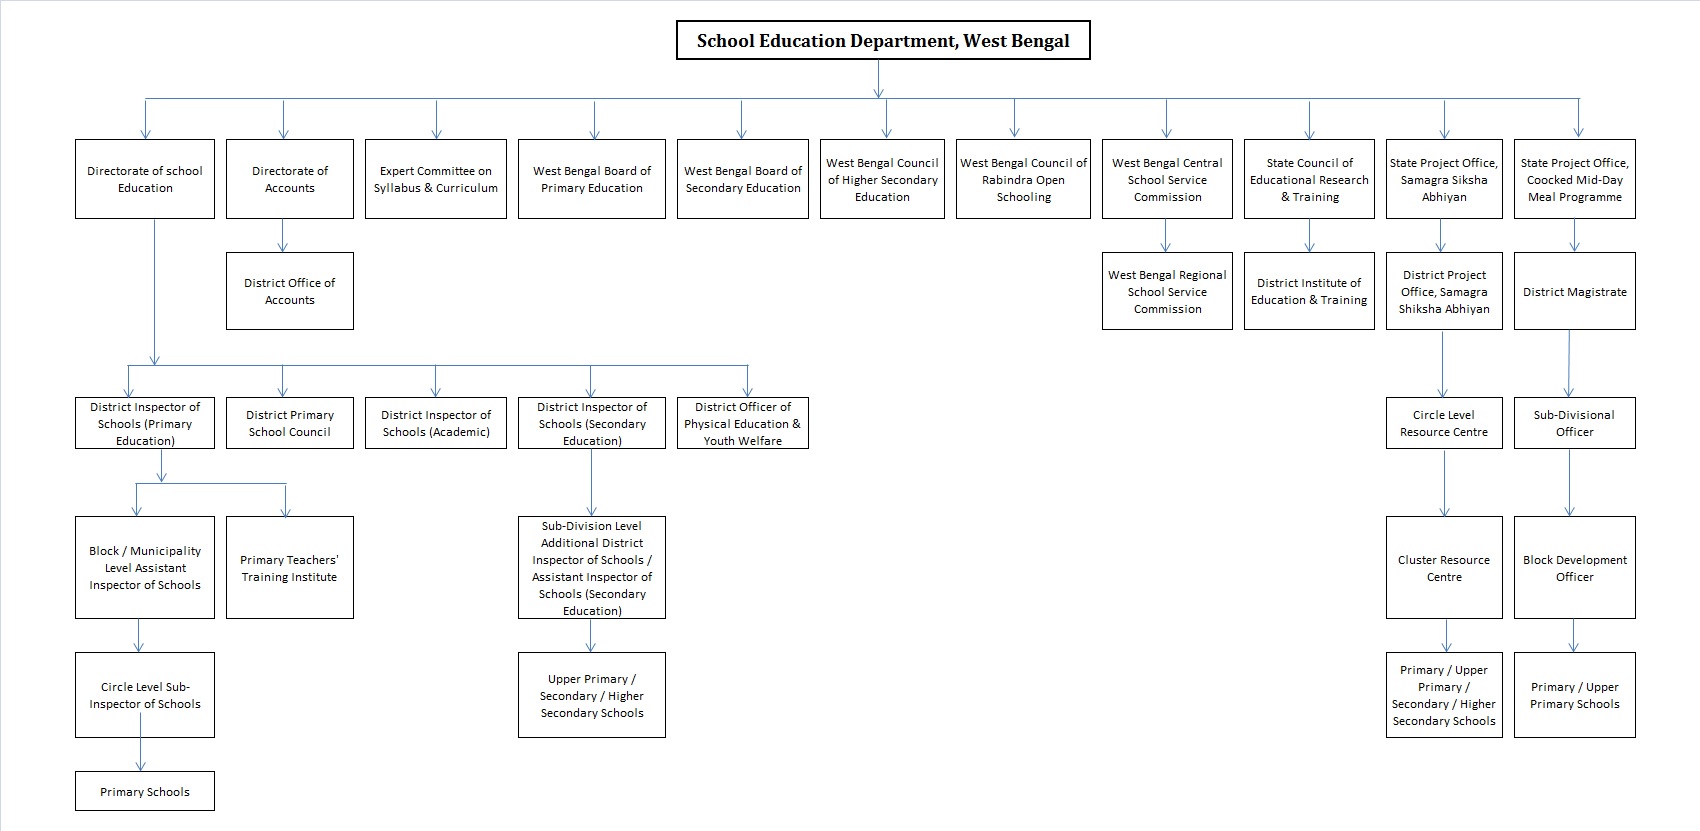 School Education Department, West Bengal
Directorate of school
Education
Directorate of
Accounts
Expert Committee on
Syllabus & Curriculum
West Bengal Board of
Primary Education
West Bengal Board of
Secondary Education
West Bengal Council
of Higher Secondary
Education
West Bengal Council of
Rabindra Open
Schooling
West Bengal Central
School Service
Commission
State Council of
Educational Research
& Training
State Project Office,
Samagra Siksha
Abhiyan
State Project Office,
Coocked Mid-Day
Meal Programme
District Office of
Accounts
West Bengal Regional
School Service
Commission
District Institute of
Education & Training
District Project
Office, Samagra
Shiksha Abhiyan
District Magistrate
District Inspector of
Schools (Primary
Education)
District Primary
School Council
District Inspector of
Schools (Academic)
District Inspector of
Schools (Secondary
Education)
District Officer of
Physical Education &
Youth Welfare
Circle Level
Resource Centre
Sub-Divisional
Officer
Block / Municipality
Level Assistant
Inspector of Schools
Primary Teachers'
Training Institute
Sub-Division Level
Additional District
Inspector of Schools /
Assistant Inspector of
Schools (Secondary
Education)
Cluster Resource
Centre
Block Development
Officer
Circle Level Sub-
Inspector of Schools
Upper Primary /
Secondary / Higher
Secondary Schools
Primary / Upper
Primary /
Secondary / Higher
Secondary Schools
Primary / Upper
Primary Schools
Primary Schools